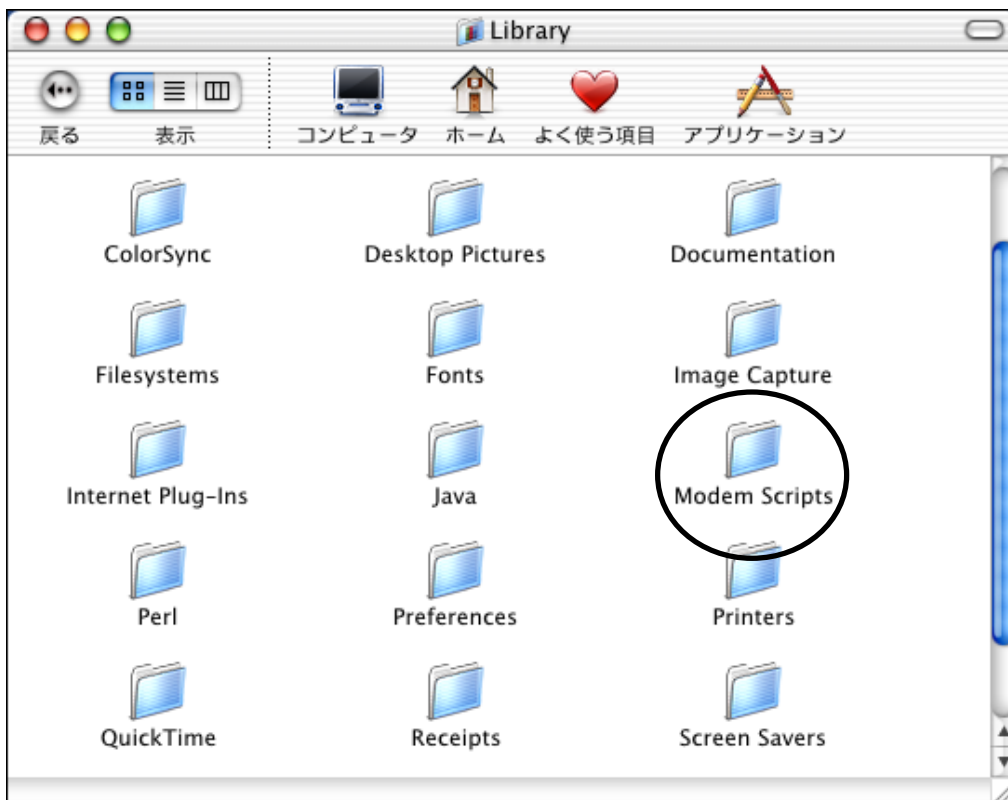 Library
戻る 表示 コンピュータ ホーム よく使う項目 アプリケーション
ColorSync Desktop Pictures Documentation
Filesystems Fonts Image Capture
Internet Plug-Ins Java Modem Scripts
Perl Preferences Printers
QuickTime Receipts Screen Savers